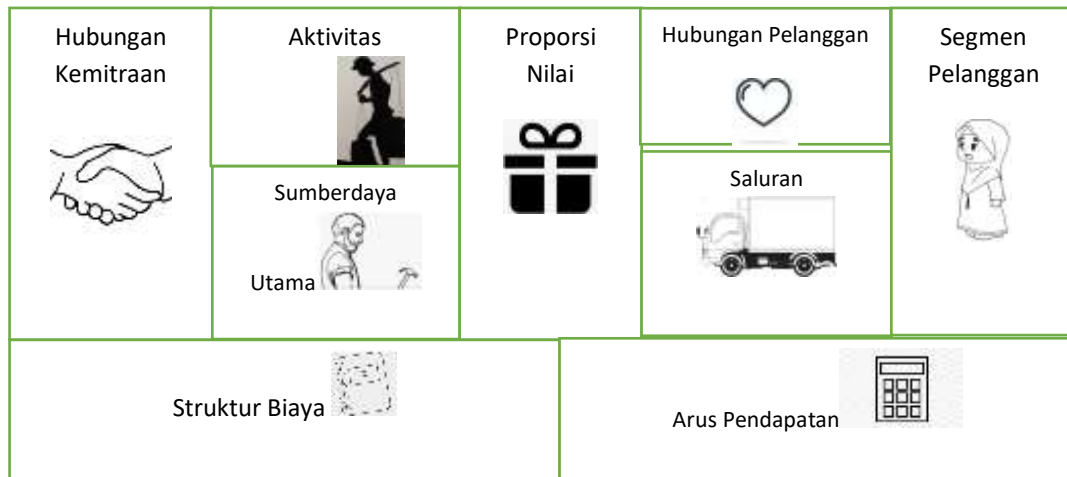 Hubungan
Kemitraan
Aktivitas
Sumberdaya
Utama
Proporsi
Nilai
Hubungan Pelanggan
Saluran
Segmen
Pelanggan
Struktur Biaya
Arus Pendapatan